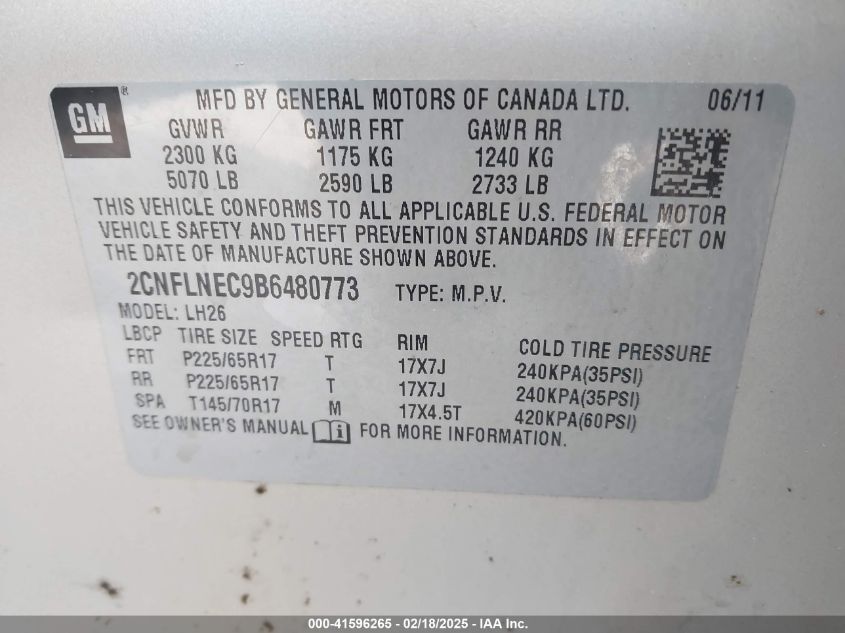 GM ® MFD BY GENERAL MOTORS OF CANADA LTD. 06/11
GVWR GAWR FRT GAWR RR
2300 KG 1175 KG 1240 KG
5070 LB 2590 LB 2733 LB
THIS VEHICLE CONFORMS TO ALL APPLICABLE U.S. FEDERAL MOTOR
VEHICLE SAFETY AND THEFT PREVENTION STANDARDS IN EFFECT ON
THE DATE OF MANUFACTURE SHOWN ABOVE.
2CNFLNEC9B6480773 TYPE: M.P.V.
MODEL: LH26
LBCP TIRE SIZE SPEED RTG RIM COLD TIRE PRESSURE
FRT P225/65R17 T 17X7J 240KPA(35PSI)
RR P225/65R17 T 17X7J 240KPA(35PSI)
SPA T145/70R17 M 17X4.5T 420KPA(60PSI)
SEE OWNER'S MANUAL i FOR MORE INFORMATION.
000-41596265 - 02/18/2025 - IAA Inc.